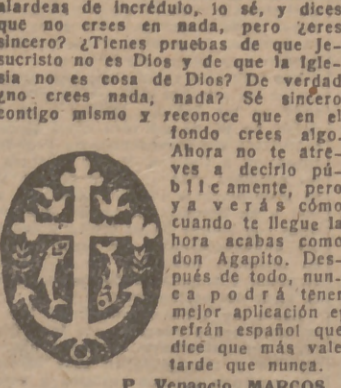 alardeas de incrédulo, lo sé, y dices
que no crees en nada, pero ¿eres
sincero? ¿Tienes pruebas de que Je-
sucristo no es Dios y de que la Igle-
sia no es cosa de Dios? De verdad
¿no crees nada, nada? Sé sincero
contigo mismo y reconoce que en el
fondo crees algo.
Ahora no te atre-
ves a decirlo pú-
blicamente, pero
ya verás cómo
cuando te llegue la
hora acabas como
don Agapito. Des-
pués de todo, nun-
ca podrá tener
mejor aplicación el
refrán español que
dice que más vale
tarde que nunca.
P. Venancio MARCOS